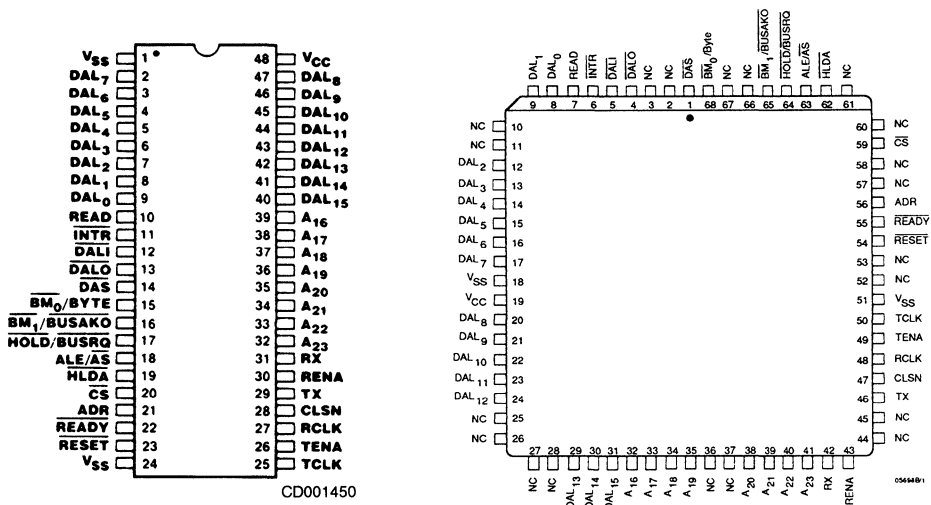 VSS 1 48 VCC
DAL7 2 47 DAL8
DAL6 3 46 DAL9
DAL5 4 45 DAL10
DAL4 5 44 DAL11
DAL3 6 43 DAL12
DAL2 7 42 DAL13
DAL1 8 41 DAL14
DAL0 9 40 DAL15
READ 10 39 A16
INTR 11 38 A17
DALI 12 37 A18
DALO 13 36 A19
DAS 14 35 A20
BM0/BYTE 15 34 A21
BM1/BUSAKO 16 33 A22
HOLD/BUSRQ 17 32 A23
ALE/AS 18 31 RX
HLDA 19 30 RENA
CS 20 29 TX
ADR 21 28 CLSN
READY 22 27 RCLK
RESET 23 26 TENA
VSS 24 25 TCLK
CD001450
DAL1 DAL0 READ INTR DALI DALO NC NC DAS BM0/Byte NC NC BM1/BUSAKO HOLD/BUSRQ ALE/AS HLDA NC
9 8 7 6 5 4 3 2 1 68 67 66 65 64 63 62 61
NC 10 60 NC
NC 11 59 CS
DAL2 12 58 NC
DAL3 13 57 NC
DAL4 14 56 ADR
DAL5 15 55 READY
DAL6 16 54 RESET
DAL7 17 53 NC
VSS 18 52 NC
VCC 19 51 VSS
DAL8 20 50 TCLK
DAL9 21 49 TENA
DAL10 22 48 RCLK
DAL11 23 47 CLSN
DAL12 24 46 TX
NC 25 45 NC
NC 26 44 NC
27 28 29 30 31 32 33 34 35 36 37 38 39 40 41 42 43
NC NC DAL13 DAL14 DAL15 A16 A17 A18 A19 NC NC A20 A21 A22 A23 RX RENA
05698B/1